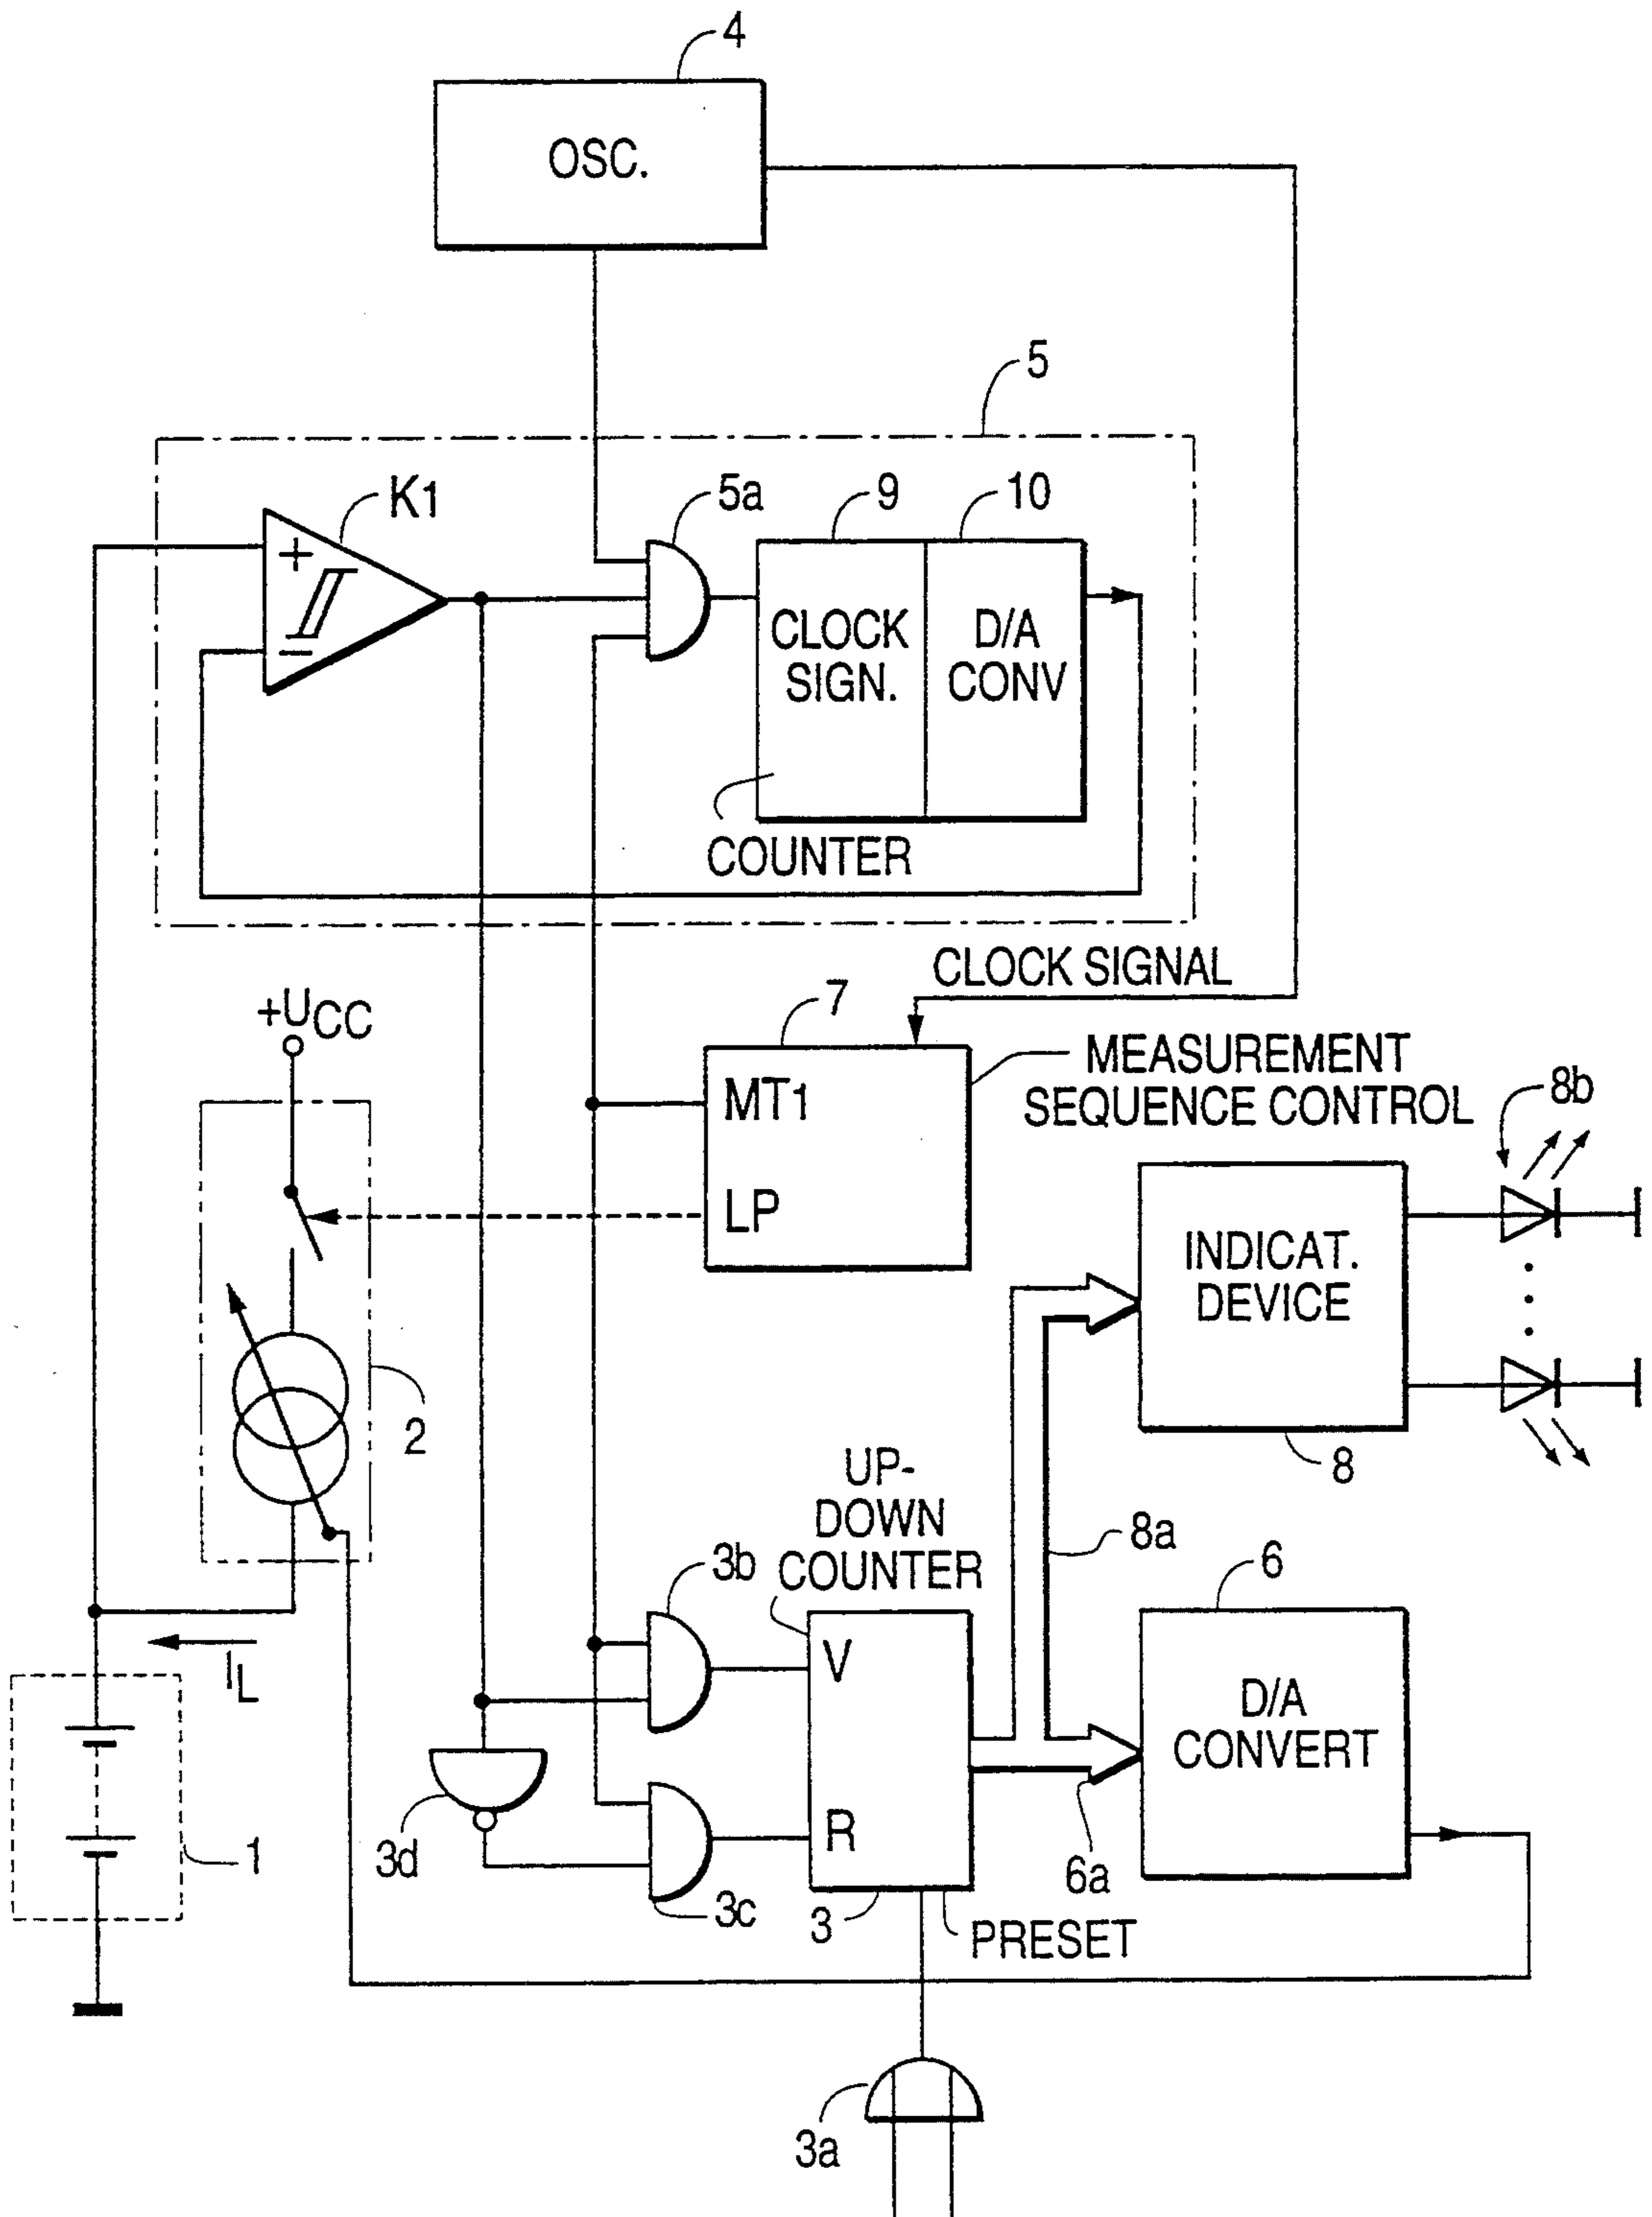 4
OSC.
5
K1
5a
9
10
+
−
CLOCK
SIGN.
D/A
CONV
COUNTER
CLOCK SIGNAL
+UCC
7
MT1
LP
MEASUREMENT
SEQUENCE CONTROL
8b
INDICAT.
DEVICE
2
8
UP-
DOWN
COUNTER
8a
3b
6
V
IL
D/A
CONVERT
R
1
3d
3c
3
PRESET
6a
3a